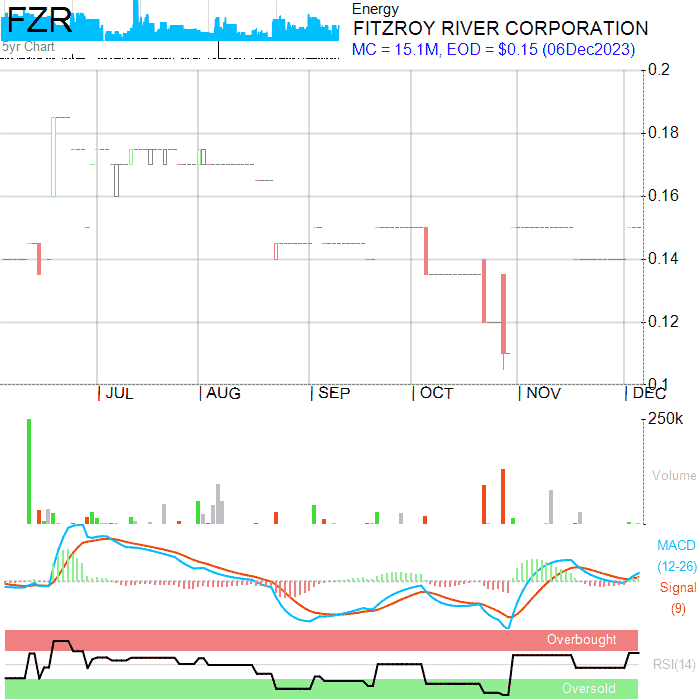 FZR
5yr Chart
Energy
FITZROY RIVER CORPORATION
MC = 15.1M, EOD = $0.15 (06Dec2023)
0.2
0.18
0.16
0.14
0.12
0.1
JUL
AUG
SEP
OCT
NOV
DEC
250k
Volume
MACD
(12-26)
Signal
(9)
Overbought
RSI(14)
Oversold